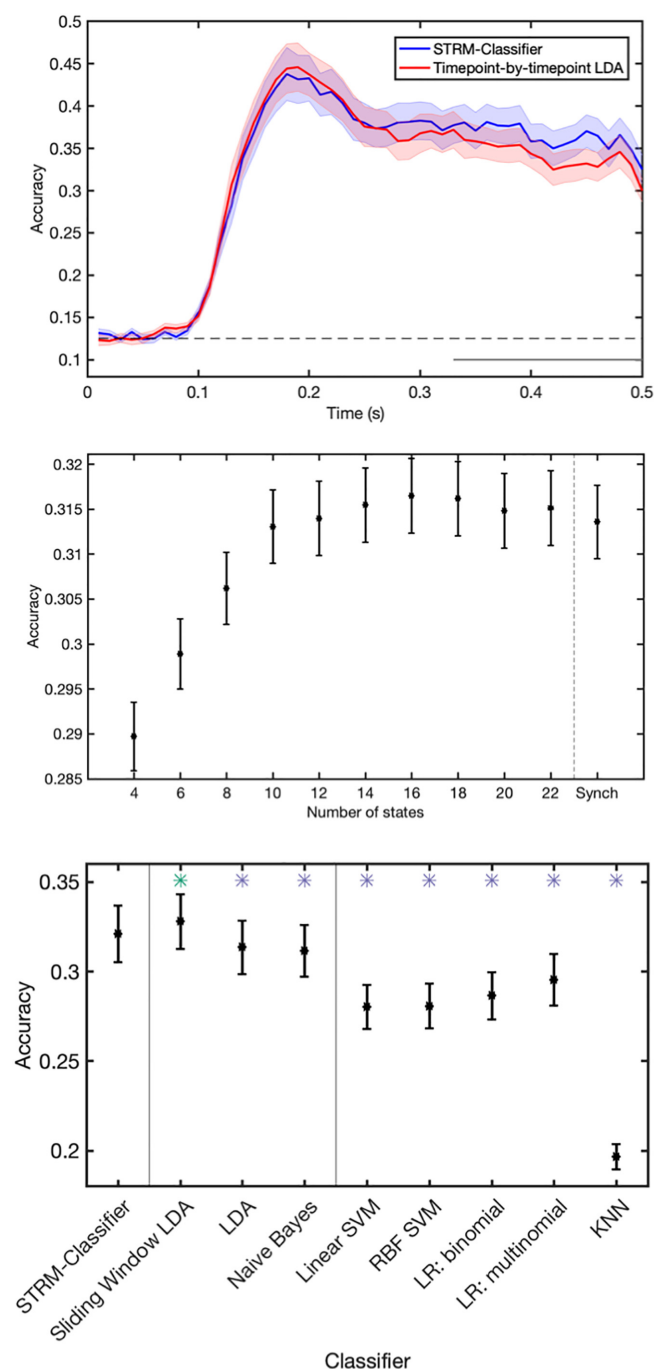 0.5
0.45
0.4
0.35
0.3
0.25
0.2
0.15
0.1
Accuracy
STRM-Classifier
Timepoint-by-timepoint LDA
0 0.1 0.2 0.3 0.4 0.5
Time (s)
0.32
0.315
0.31
0.305
0.3
0.295
0.29
0.285
Accuracy
4 6 8 10 12 14 16 18 20 22 Synch
Number of states
0.35
0.3
0.25
0.2
Accuracy
STRM-Classifier
Sliding Window LDA
LDA
Naive Bayes
Linear SVM
RBF SVM
LR: binomial
LR: multinomial
KNN
Classifier